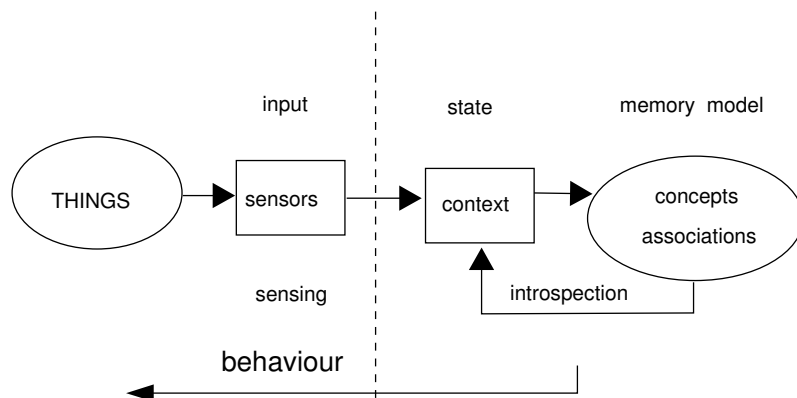 input
state
memory model
THINGS
sensors
context
concepts
associations
sensing
introspection
behaviour